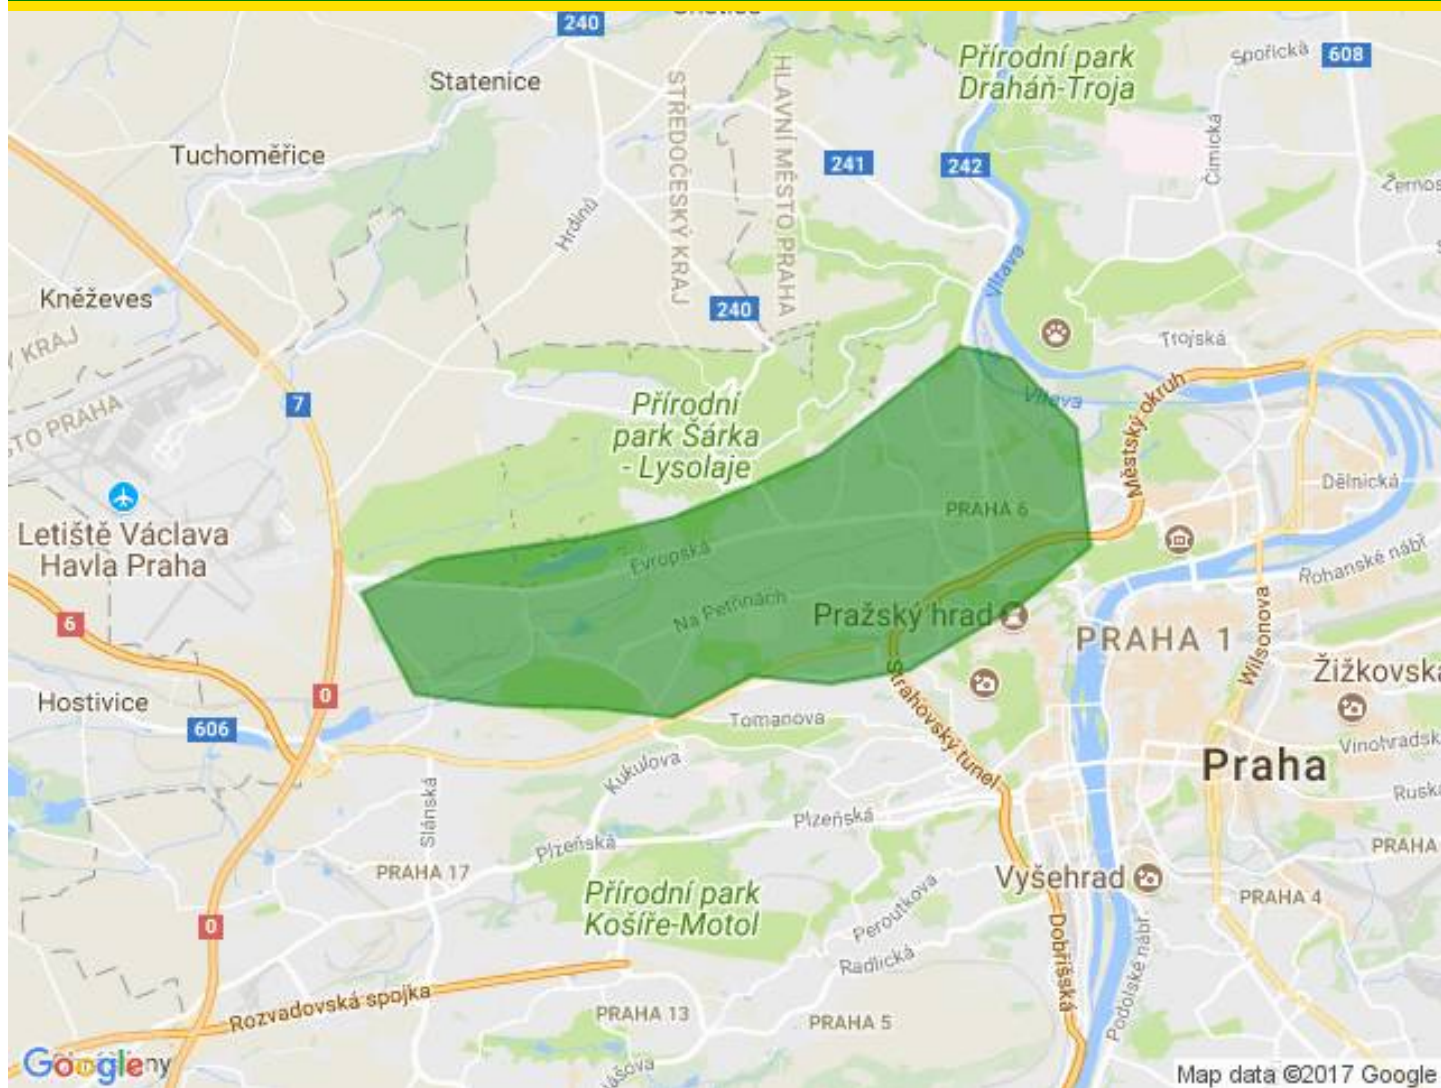 240
Přírodní park
Draháň-Troja
Spořická
608
Statenice
STŘEDOČESKÝ KRAJ
HLAVNÍ MĚSTO PRAHA
Tuchoměřice
241
242
Čimická
Hrdinů
Kněževes
240
Vltava
Trojská
KRAJ
7
Přírodní
park Šárka
- Lysolaje
Vltava
Městský okruh
Letiště Václava
Havla Praha
PRAHA 6
Dělnická
Evropská
Rohanské nábř
6
Na Petřinách
Pražský hrad
PRAHA 1
Wilsonova
0
Hostivice
606
Strahovský tunel
Tomanova
Praha
Kukulova
Slánská
Plzeňská
Plzeňská
PRAHA 17
PRAHA
Vyšehrad
PRAHA 4
Přírodní park
Košíře-Motol
Peroutkova
Radlická
0
Dobříšská
Podolské nábř
Rozvadovská spojka
PRAHA 13
PRAHA 5
Google
Map data ©2017 Google